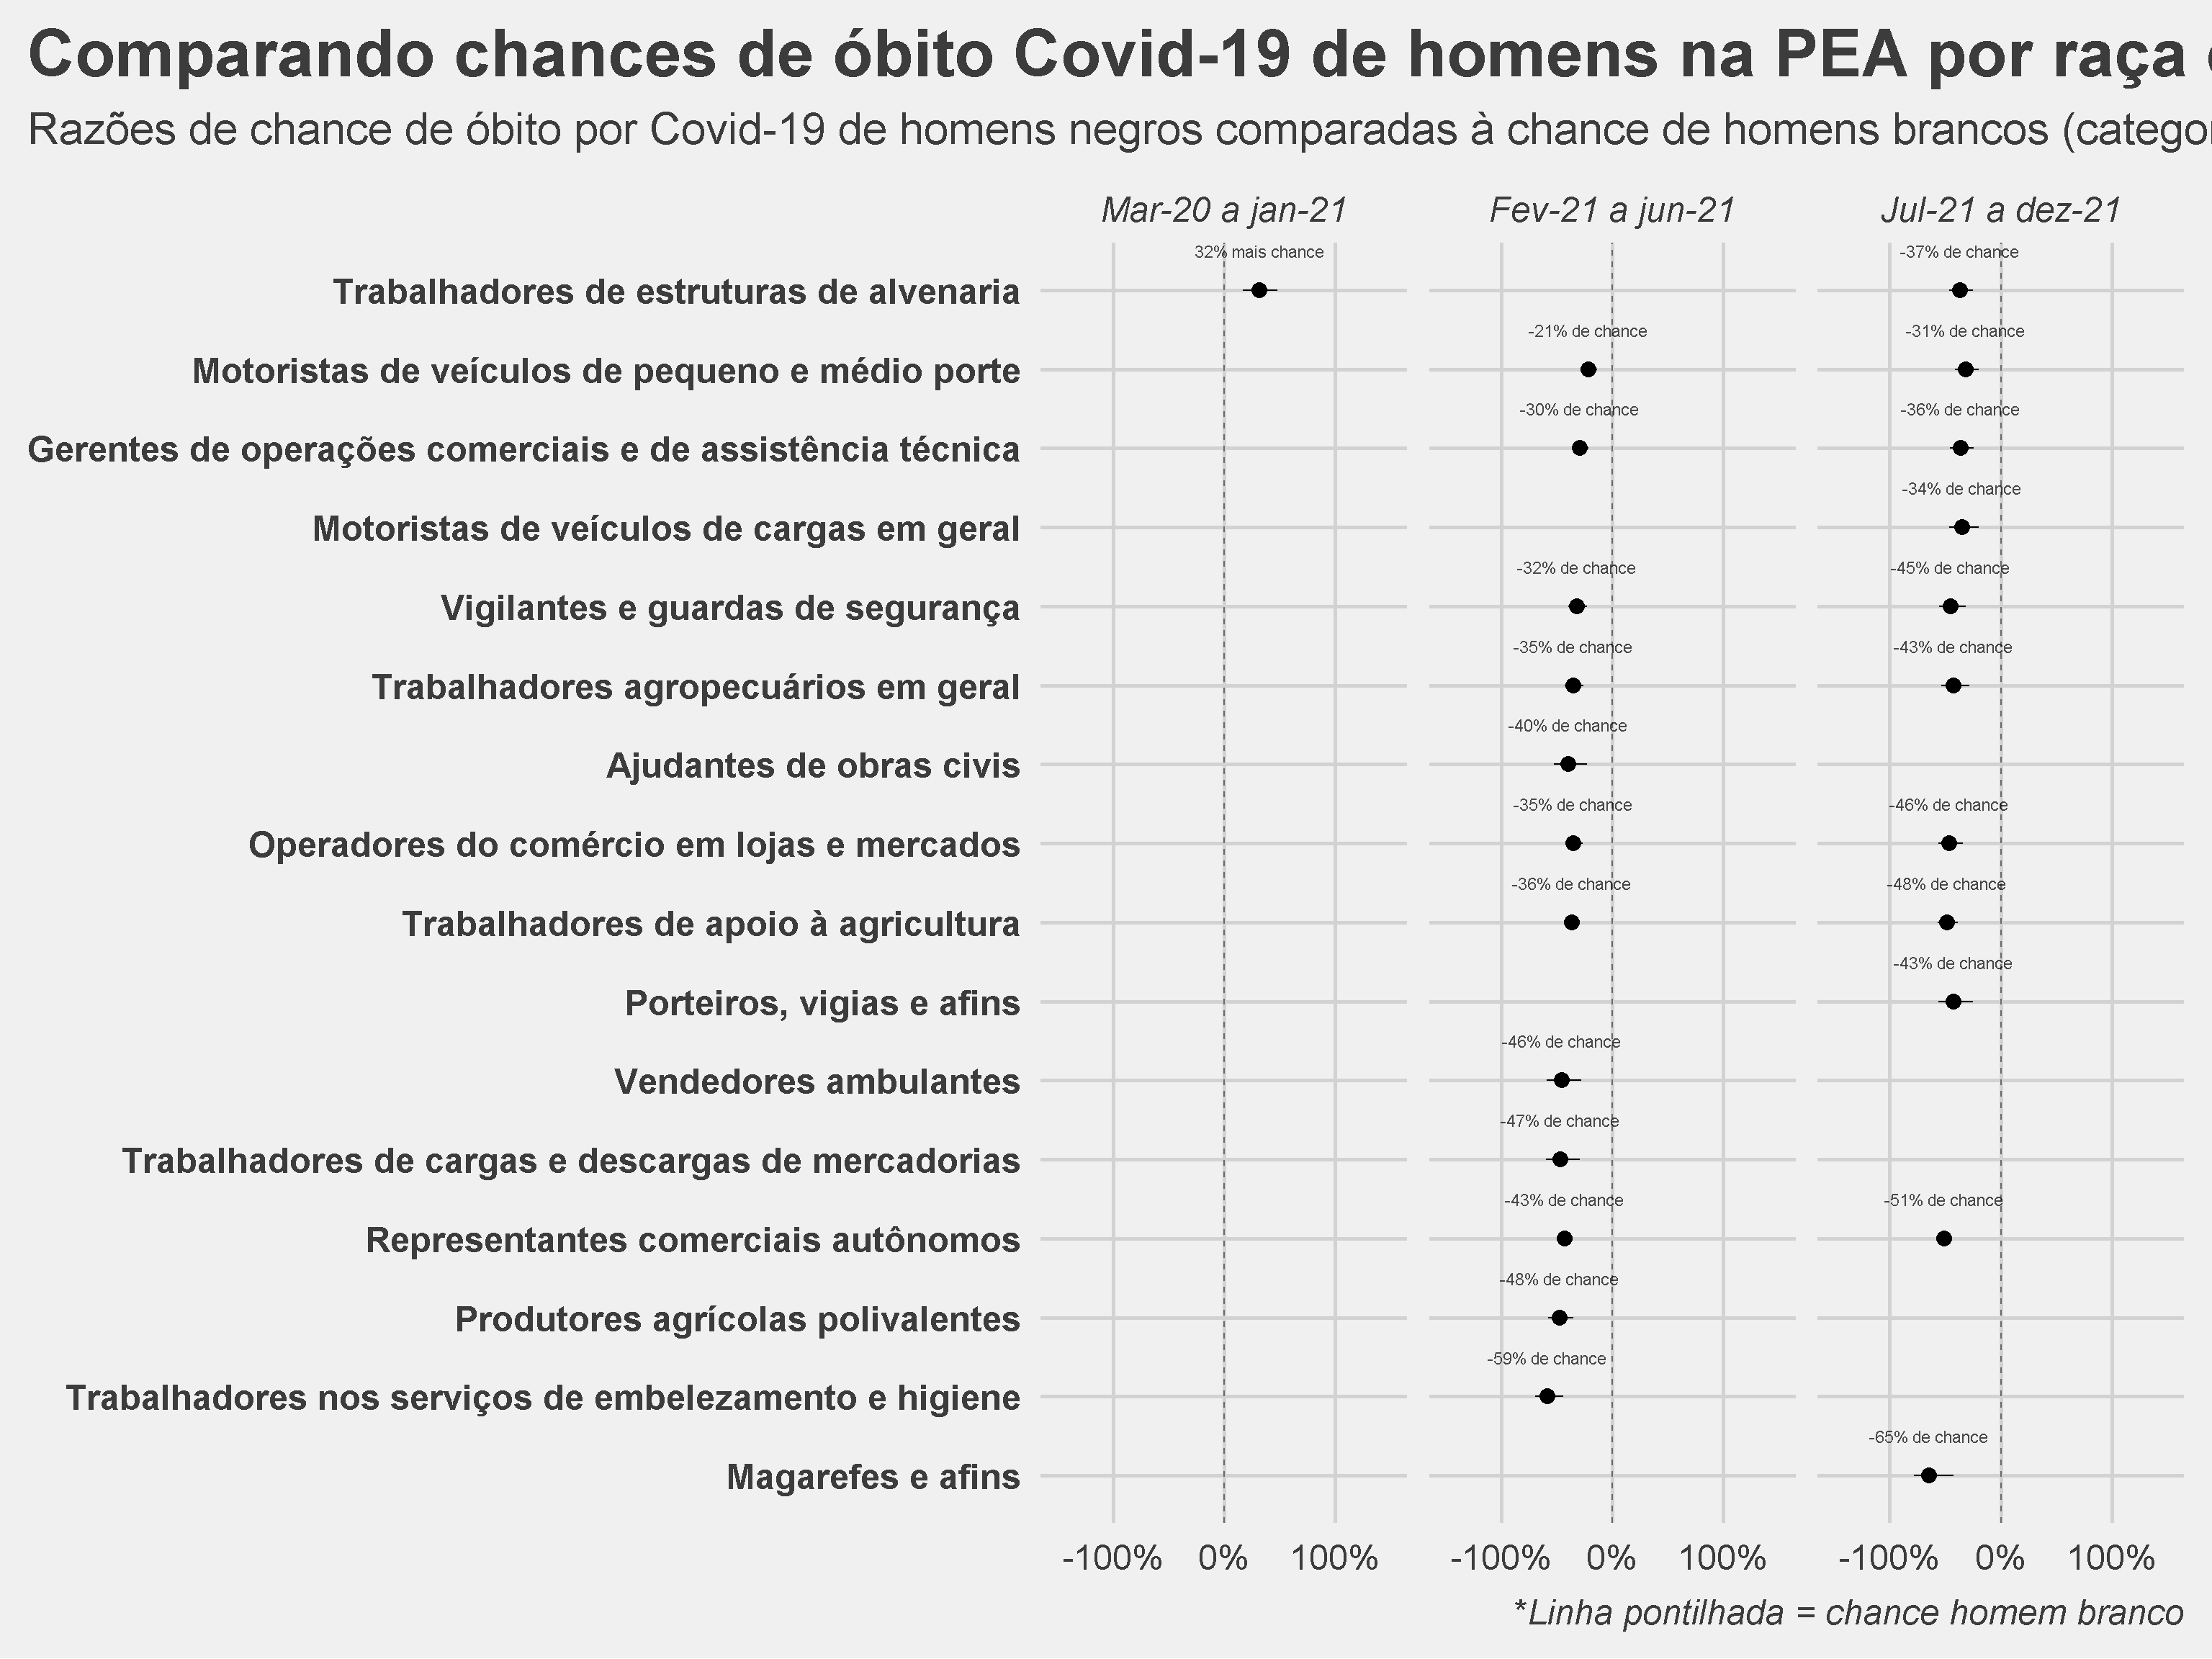 Comparando chances de óbito Covid-19 de homens na PEA por raça
Razões de chance de óbito por Covid-19 de homens negros comparadas à chance de homens brancos (catego
Mar-20 a jan-21 Fev-21 a jun-21 Jul-21 a dez-21
32% mais chance -37% de chance
Trabalhadores de estruturas de alvenaria
-21% de chance -31% de chance
Motoristas de veículos de pequeno e médio porte
-30% de chance -36% de chance
Gerentes de operações comerciais e de assistência técnica
-34% de chance
Motoristas de veículos de cargas em geral
-32% de chance -45% de chance
Vigilantes e guardas de segurança
-35% de chance -43% de chance
Trabalhadores agropecuários em geral
-40% de chance
Ajudantes de obras civis
-35% de chance -46% de chance
Operadores do comércio em lojas e mercados
-36% de chance -48% de chance
Trabalhadores de apoio à agricultura
-43% de chance
Porteiros, vigias e afins
-46% de chance
Vendedores ambulantes
-47% de chance
Trabalhadores de cargas e descargas de mercadorias
-43% de chance -51% de chance
Representantes comerciais autônomos
-48% de chance
Produtores agrícolas polivalentes
-59% de chance
Trabalhadores nos serviços de embelezamento e higiene
-65% de chance
Magarefes e afins
-100% 0% 100% -100% 0% 100% -100% 0% 100%
*Linha pontilhada = chance homem branco